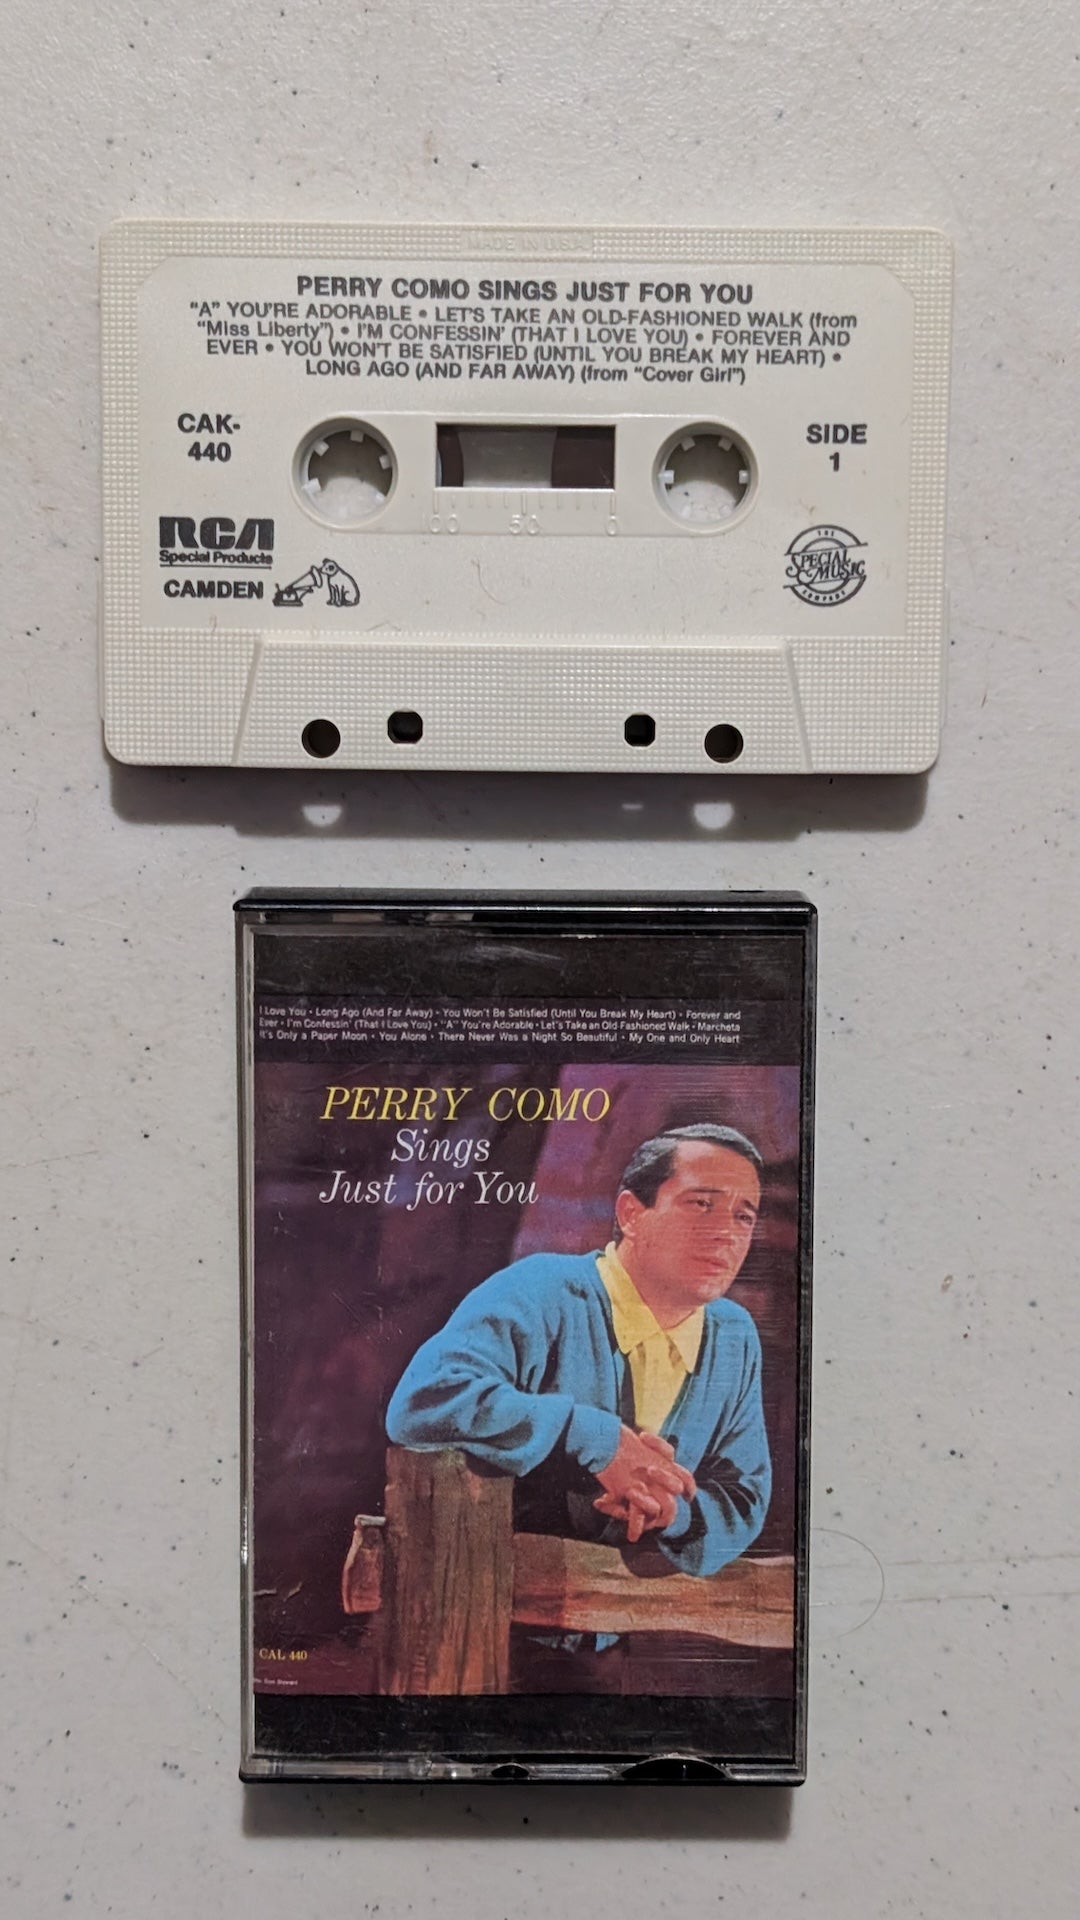 MADE IN U.S.A.
PERRY COMO SINGS JUST FOR YOU
"A" YOU'RE ADORABLE • LET'S TAKE AN OLD-FASHIONED WALK (from
"Miss Liberty") • I'M CONFESSIN' (THAT I LOVE YOU) • FOREVER AND
EVER • YOU WON'T BE SATISFIED (UNTIL YOU BREAK MY HEART) •
LONG AGO (AND FAR AWAY) (from "Cover Girl")
CAK-
440
SIDE
1
50 0
RCA
Special Products
CAMDEN
THE
SPECIAL
MUSIC
COMPANY
I Love You • Long Ago (And Far Away) • You Won't Be Satisfied (Until You Break My Heart) • Forever and
Ever • I'm Confessin' (That I Love You) • "A" You're Adorable • Let's Take an Old-Fashioned Walk • Marcheta
It's Only a Paper Moon • You Alone • There Never Was a Night So Beautiful • My One and Only Heart
PERRY COMO
Sings
Just for You
CAL 440